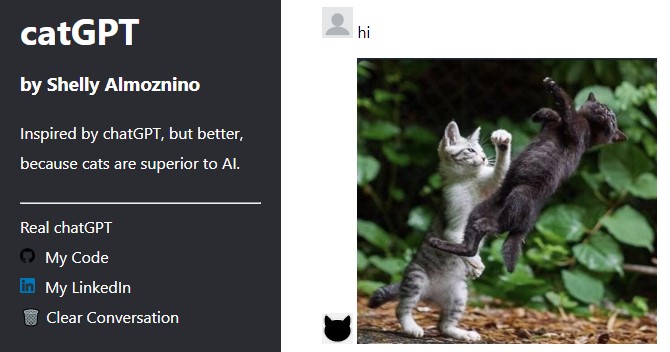 catGPT
by Shelly Almoznino
Inspired by chatGPT, but better,
because cats are superior to AI.
Real chatGPT
My Code
My LinkedIn
Clear Conversation
hi